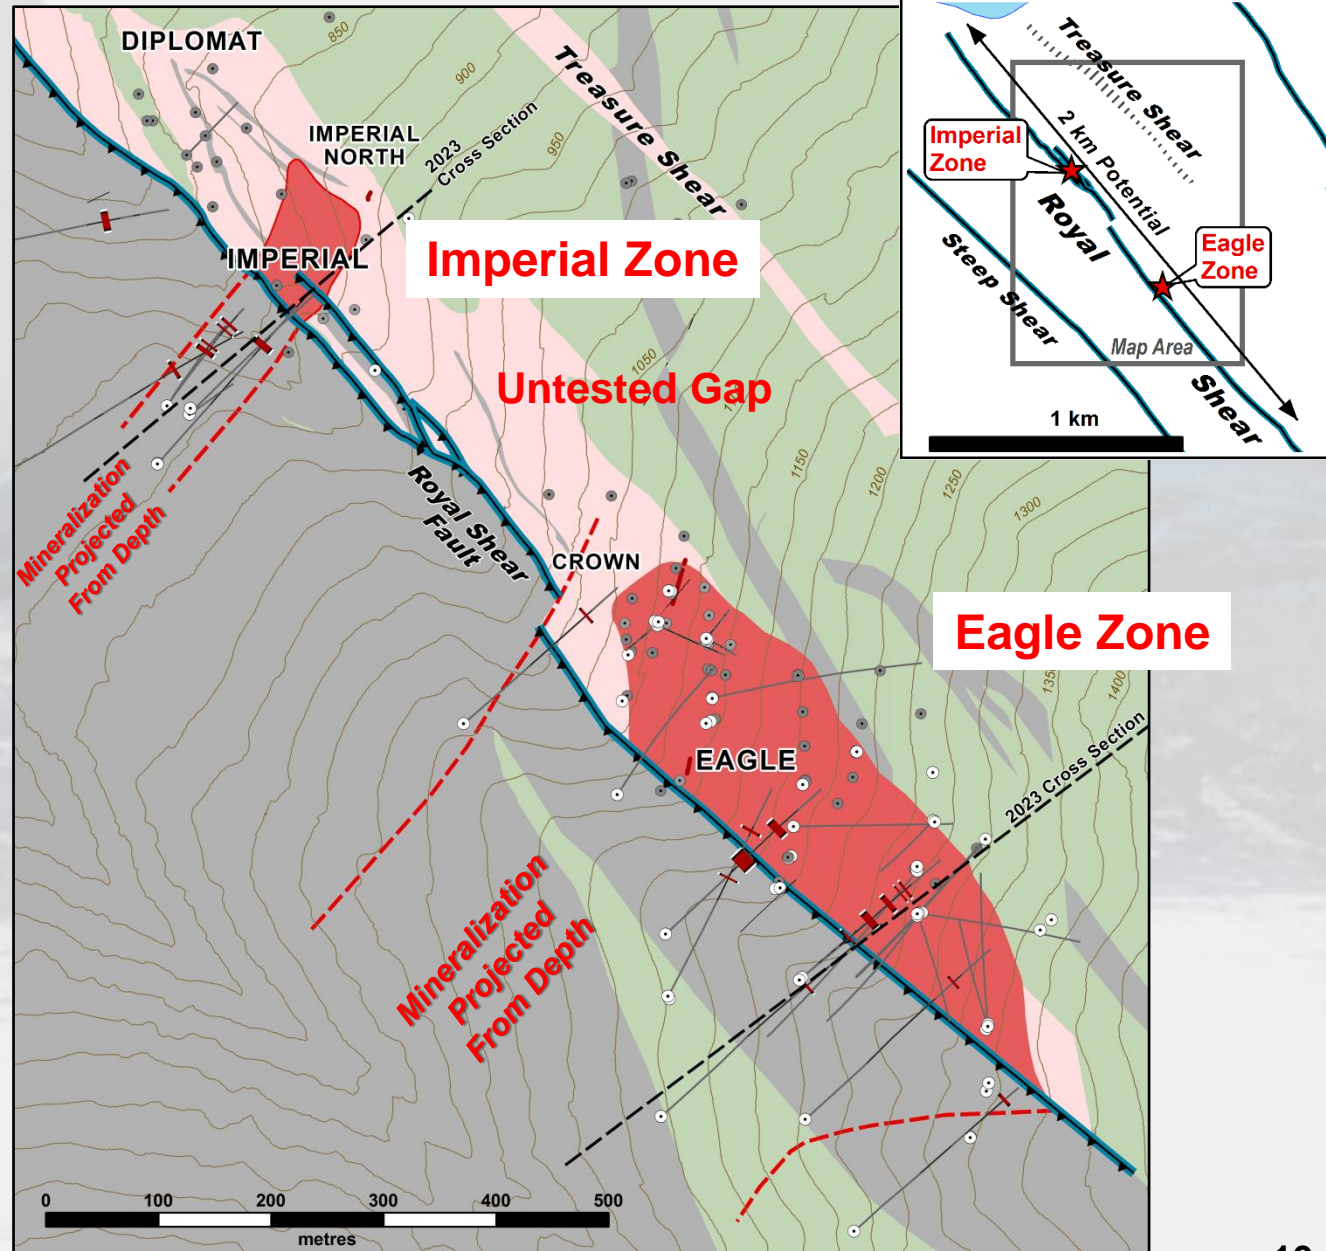 DIPLOMAT
850
900
950
Treasure Shear
IMPERIAL
NORTH
2023
Cross Section
IMPERIAL
Imperial Zone
Untested Gap
1050
1150
1200
1250
1300
1350
1400
Mineralization
Projected
From Depth
Royal Shear
Fault
CROWN
Eagle Zone
EAGLE
2023 Cross Section
Mineralization
Projected
From Depth
0 100 200 300 400 500
metres
Treasure Shear
Imperial
Zone
2 km Potential
Royal
Shear
Eagle
Zone
Steep Shear
Map Area
1 km